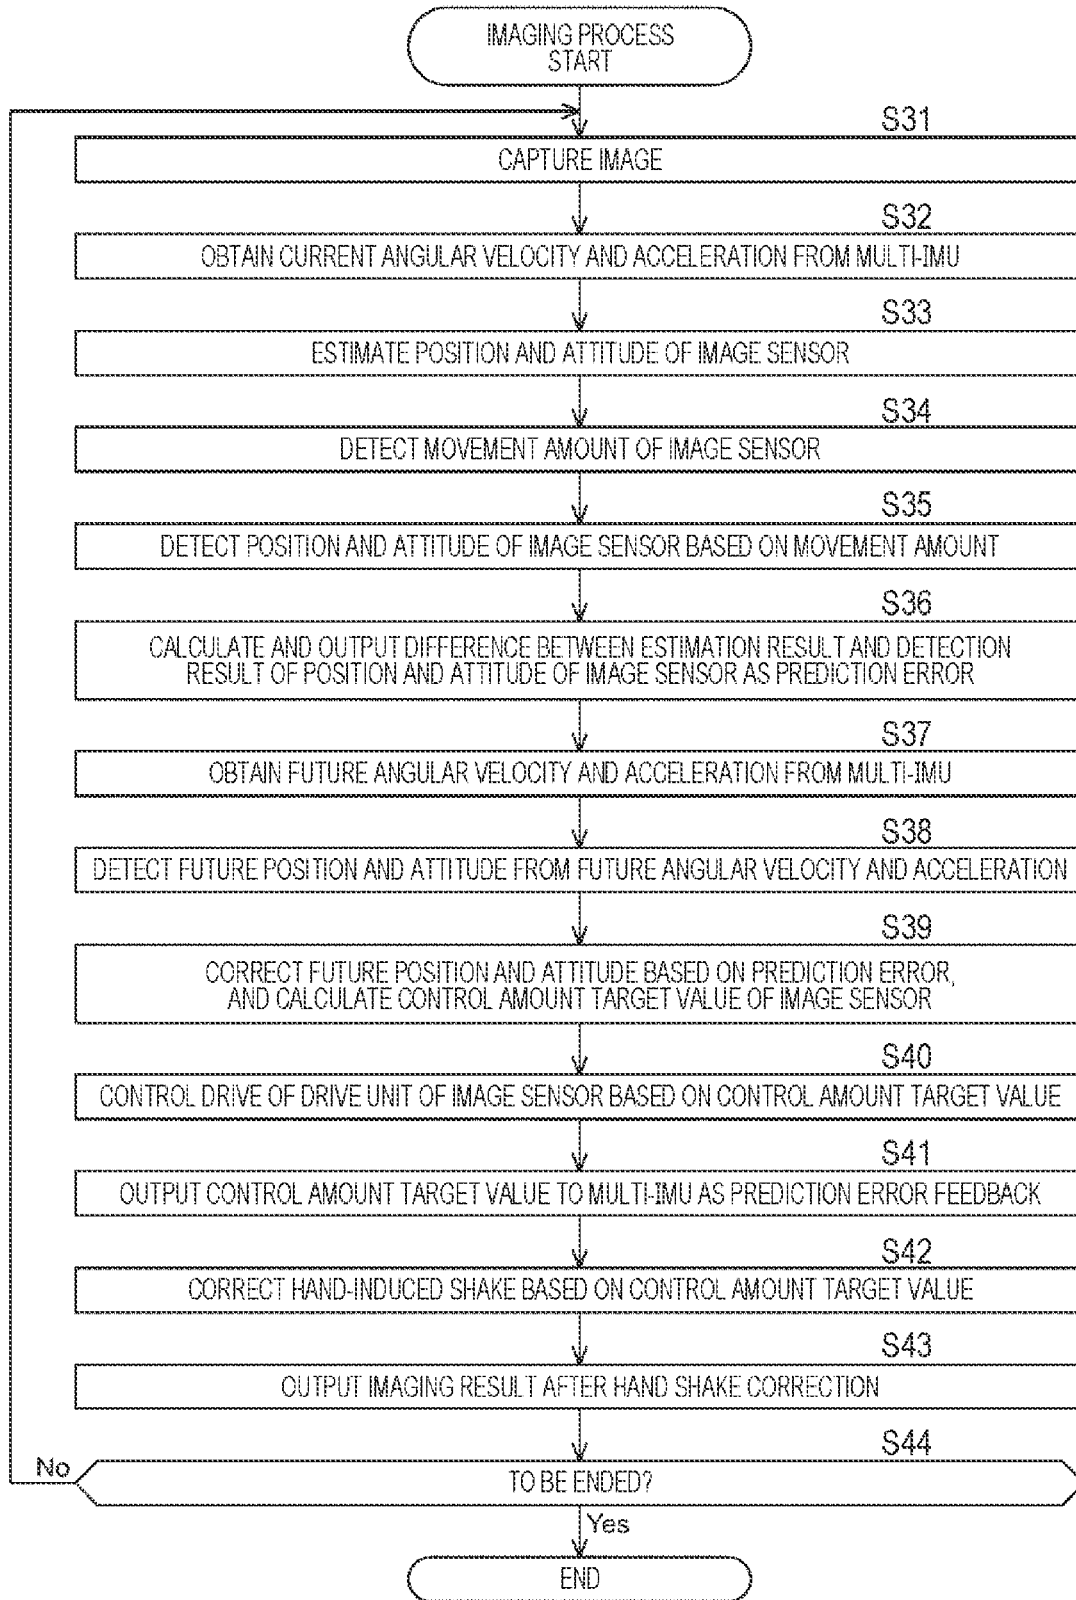 IMAGING PROCESS
START
S31
CAPTURE IMAGE
S32
OBTAIN CURRENT ANGULAR VELOCITY AND ACCELERATION FROM MULTI-IMU
S33
ESTIMATE POSITION AND ATTITUDE OF IMAGE SENSOR
S34
DETECT MOVEMENT AMOUNT OF IMAGE SENSOR
S35
DETECT POSITION AND ATTITUDE OF IMAGE SENSOR BASED ON MOVEMENT AMOUNT
S36
CALCULATE AND OUTPUT DIFFERENCE BETWEEN ESTIMATION RESULT AND DETECTION
RESULT OF POSITION AND ATTITUDE OF IMAGE SENSOR AS PREDICTION ERROR
S37
OBTAIN FUTURE ANGULAR VELOCITY AND ACCELERATION FROM MULTI-IMU
S38
DETECT FUTURE POSITION AND ATTITUDE FROM FUTURE ANGULAR VELOCITY AND ACCELERATION
S39
CORRECT FUTURE POSITION AND ATTITUDE BASED ON PREDICTION ERROR,
AND CALCULATE CONTROL AMOUNT TARGET VALUE OF IMAGE SENSOR
S40
CONTROL DRIVE OF DRIVE UNIT OF IMAGE SENSOR BASED ON CONTROL AMOUNT TARGET VALUE
S41
OUTPUT CONTROL AMOUNT TARGET VALUE TO MULTI-IMU AS PREDICTION ERROR FEEDBACK
S42
CORRECT HAND-INDUCED SHAKE BASED ON CONTROL AMOUNT TARGET VALUE
S43
OUTPUT IMAGING RESULT AFTER HAND SHAKE CORRECTION
S44
No
TO BE ENDED?
Yes
END